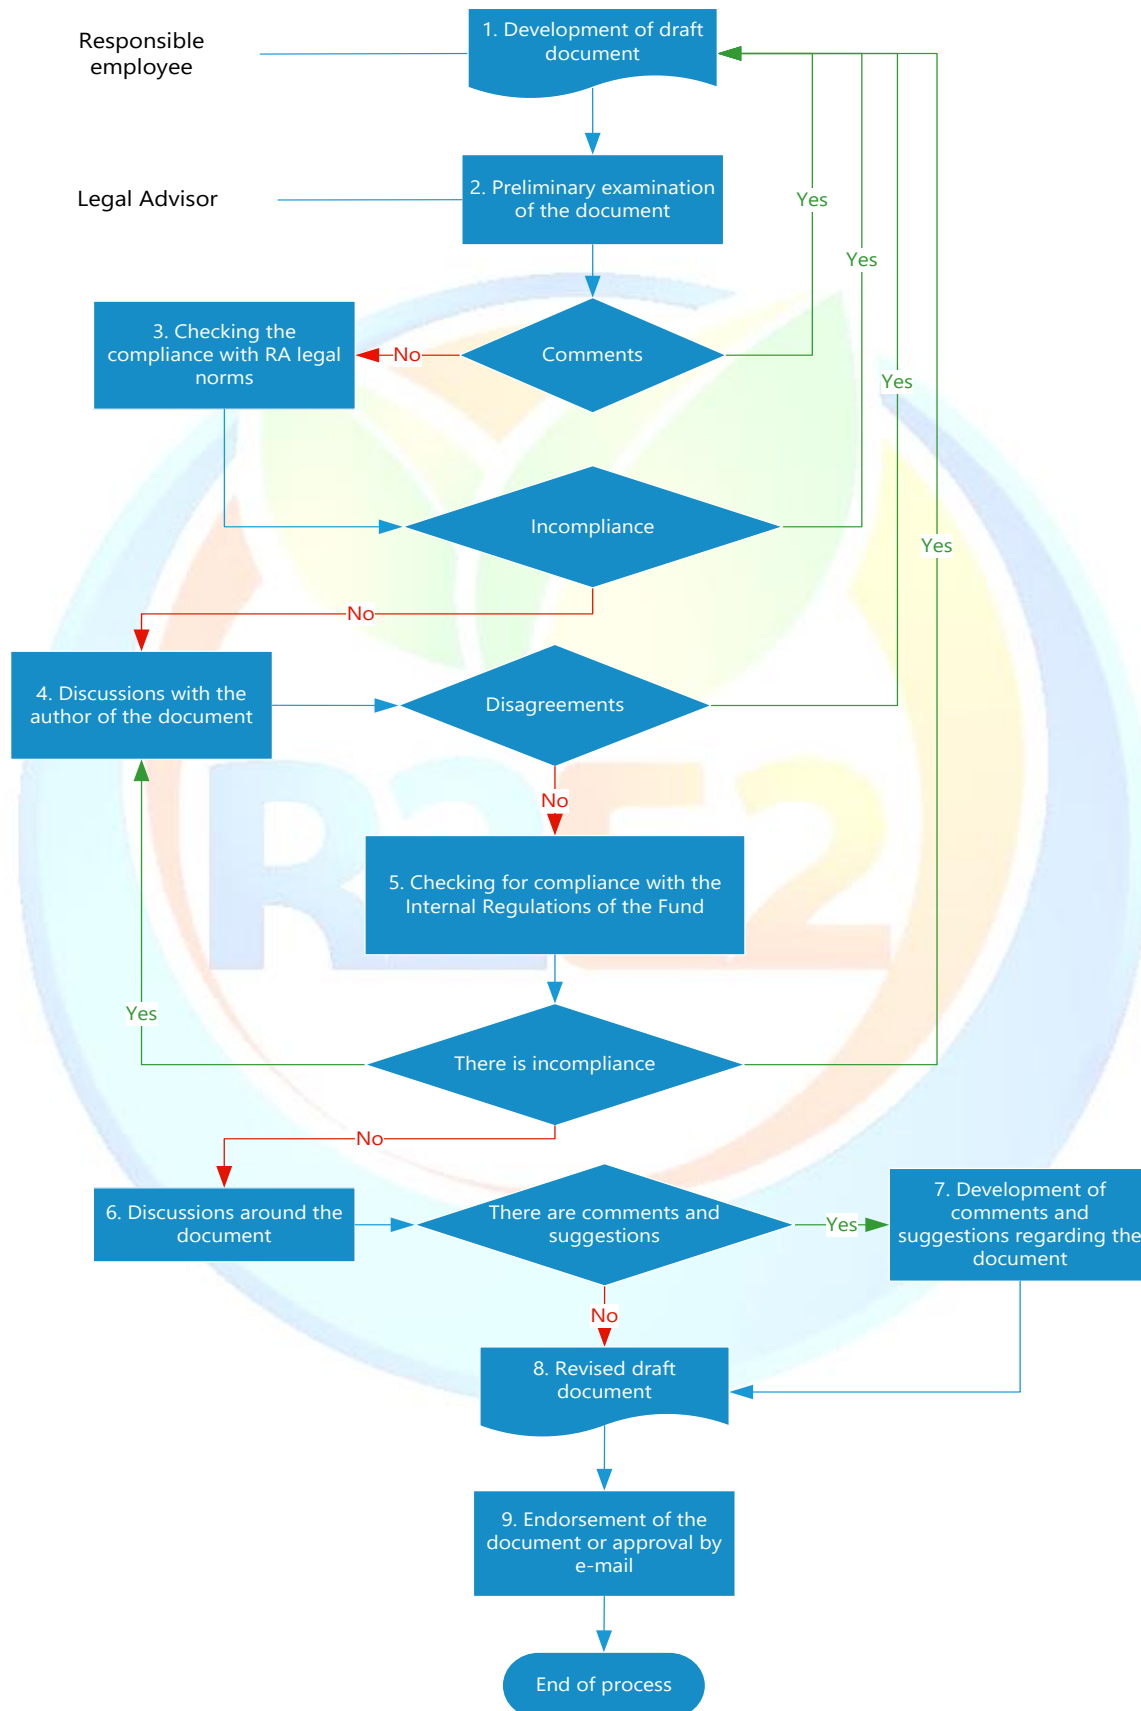 Responsible
employee
1. Development of draft
document
Legal Advisor
2. Preliminary examination
of the document
Yes
Yes
3. Checking the
compliance with RA legal
norms
No
Comments
Yes
Incompliance
Yes
No
4. Discussions with the
author of the document
Disagreements
No
R2E2
5. Checking for compliance with the
Internal Regulations of the Fund
Yes
There is incompliance
No
6. Discussions around the
document
There are comments and
suggestions
Yes
7. Development of
comments and
suggestions regarding the
document
No
8. Revised draft
document
9. Endorsement of the
document or approval by
e-mail
End of process